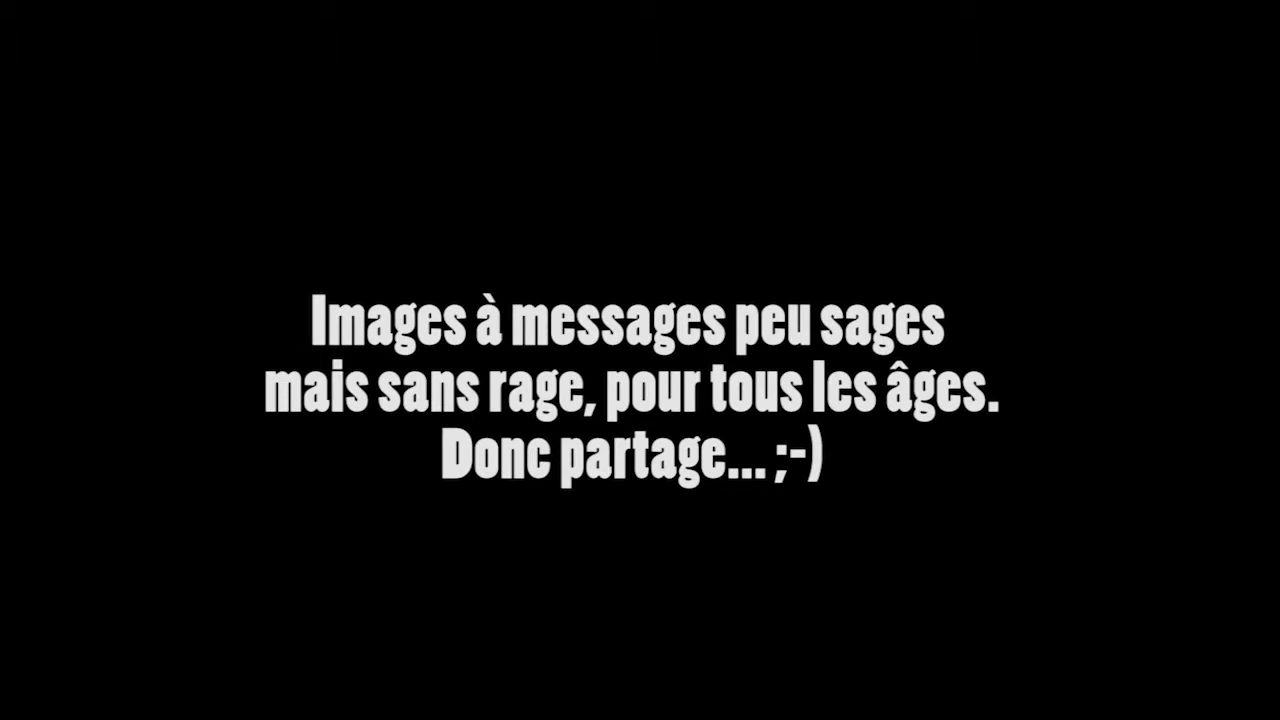 Images à messages peu sages
mais sans rage, pour tous les âges.
Donc partage... ;-)